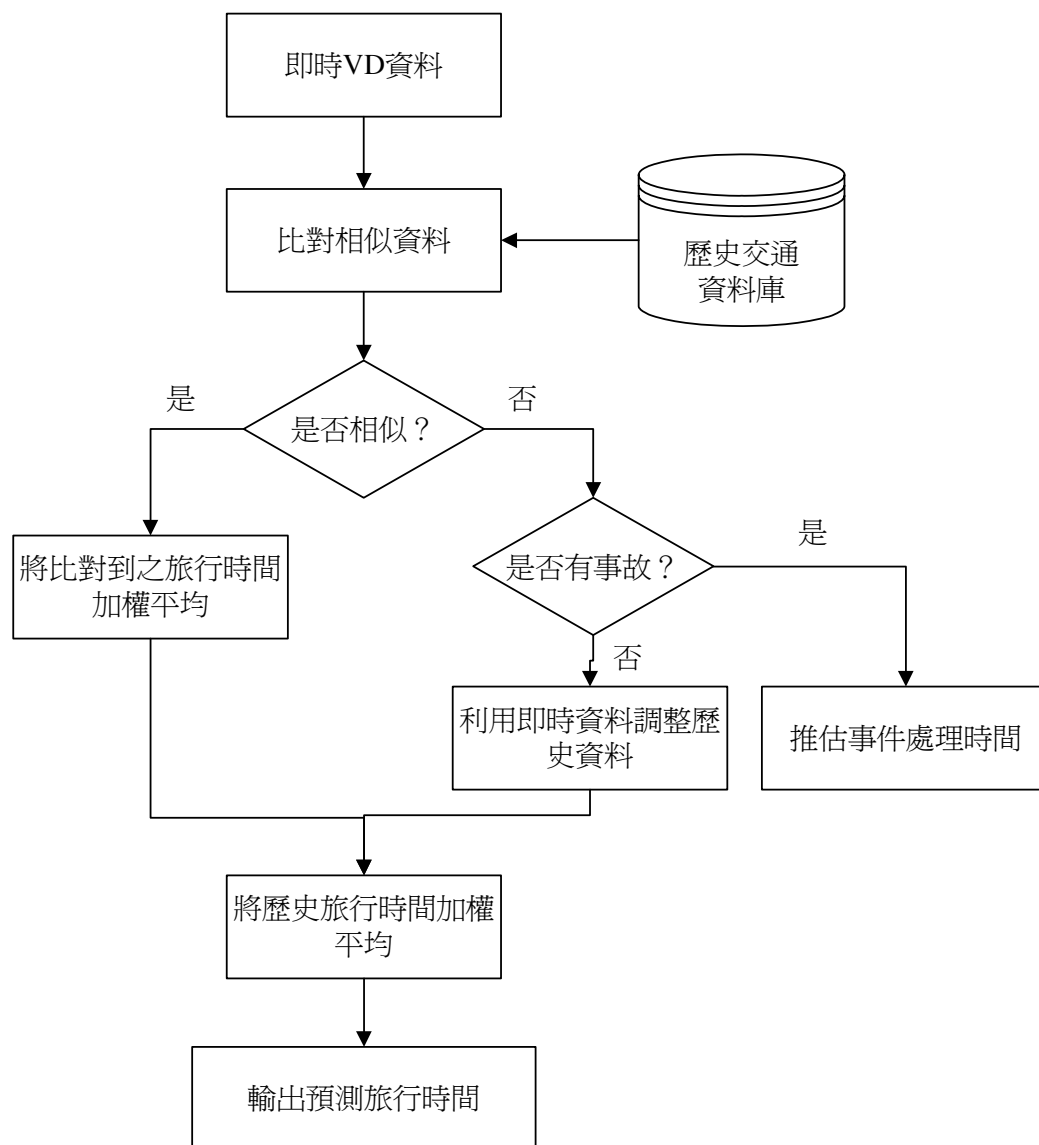 即時VD資料
比對相似資料
歷史交通
資料庫
是
否
是否相似？
是
將比對到之旅行時間
加權平均
是否有事故？
否
利用即時資料調整歷
史資料
推估事件處理時間
將歷史旅行時間加權
平均
輸出預測旅行時間